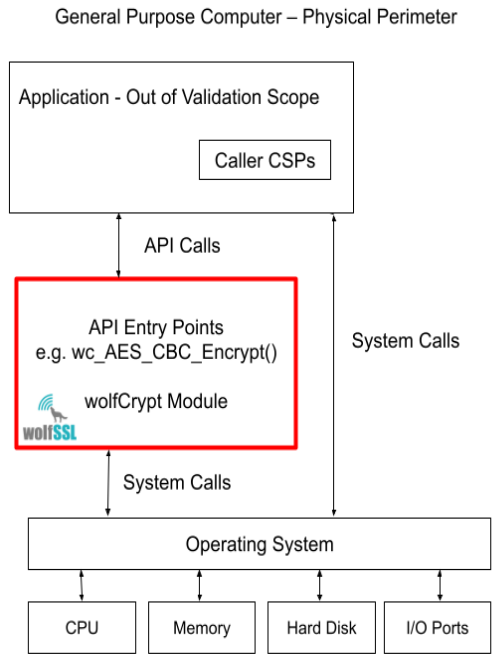 General Purpose Computer – Physical Perimeter
Application - Out of Validation Scope
Caller CSPs
API Calls
System Calls
API Entry Points
e.g. wc_AES_CBC_Encrypt()
wolfCrypt Module
wolfSSL
System Calls
Operating System
CPU
Memory
Hard Disk
I/O Ports